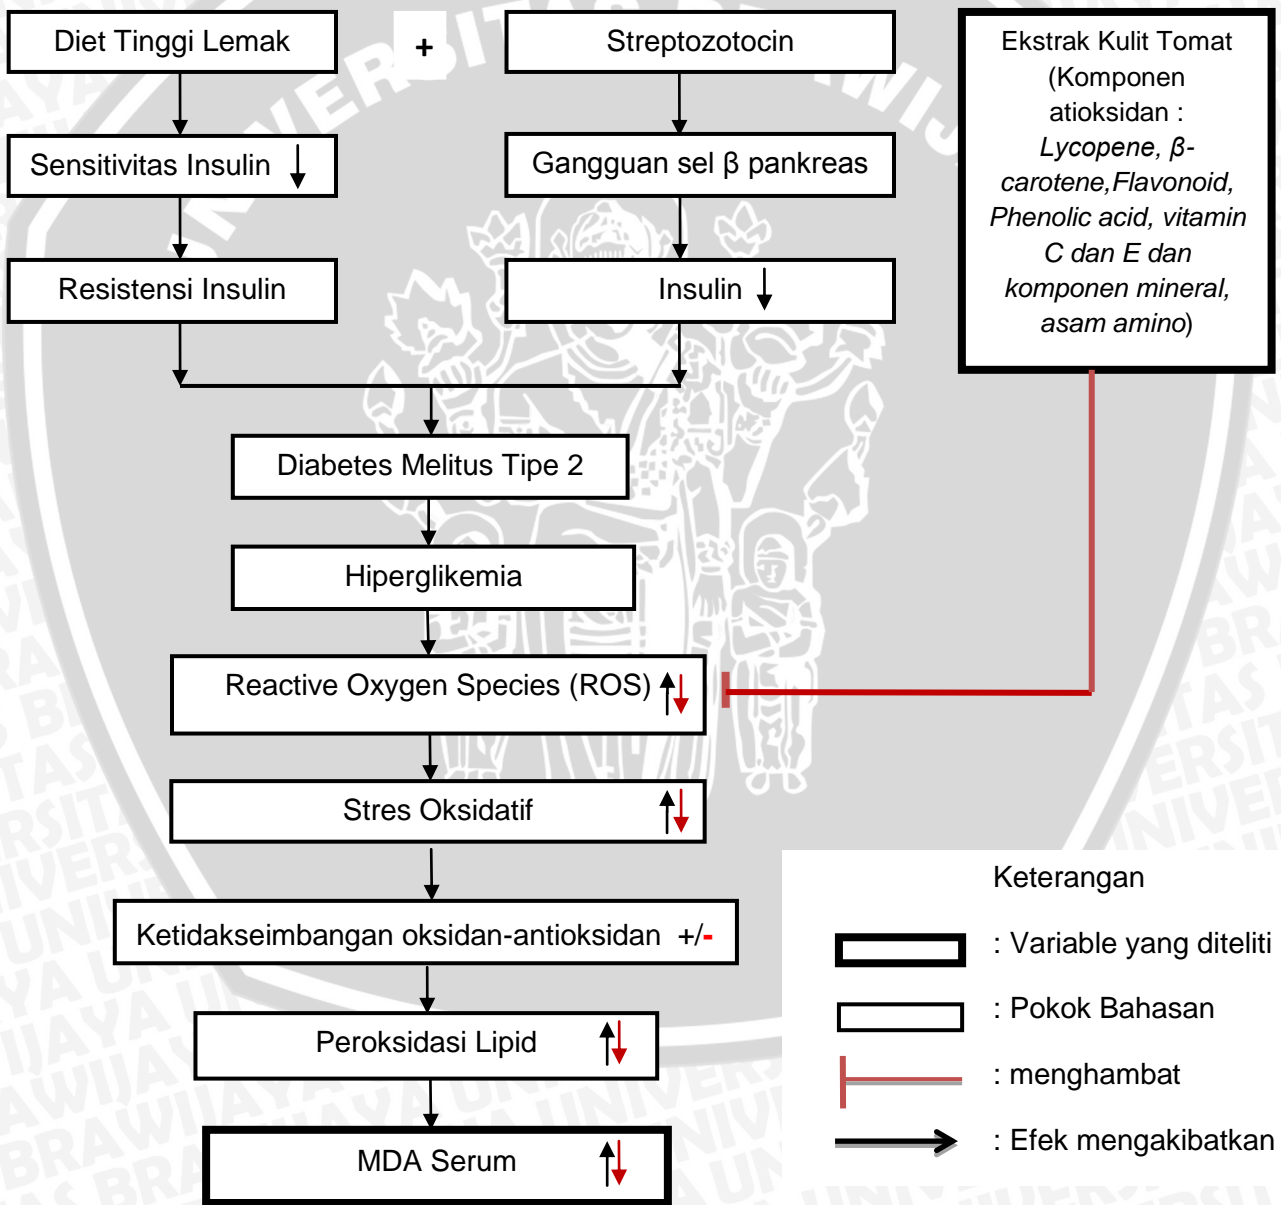 Diet Tinggi Lemak
+
Streptozotocin
Sensitivitas Insulin ↓
Gangguan sel β pankreas
Resistensi Insulin
Insulin ↓
Ekstrak Kulit Tomat
(Komponen
atioksidan :
Lycopene, β-
carotene,Flavonoid,
Phenolic acid, vitamin
C dan E dan
komponen mineral,
asam amino)
Diabetes Melitus Tipe 2
Hiperglikemia
Reactive Oxygen Species (ROS) ↑↓
Stres Oksidatif ↑↓
Ketidakseimbangan oksidan-antioksidan +/-
Peroksidasi Lipid ↑↓
MDA Serum ↑↓
Keterangan
: Variable yang diteliti
: Pokok Bahasan
: menghambat
: Efek mengakibatkan